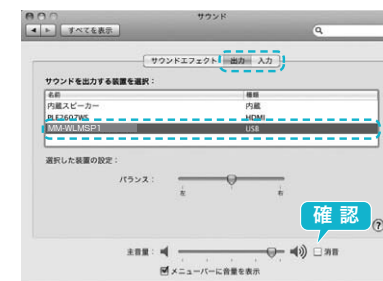 サウンド
すべてを表示
サウンドエフェクト 出力 入力
サウンドを出力する装置を選択：
名前 種類
内蔵スピーカー 内蔵
PLE2607WS HDMI
MM-WLMSP1 USB
選択した装置の設定：
バランス：
左 右
確認
?
主音量： 消音
メニューバーに音量を表示